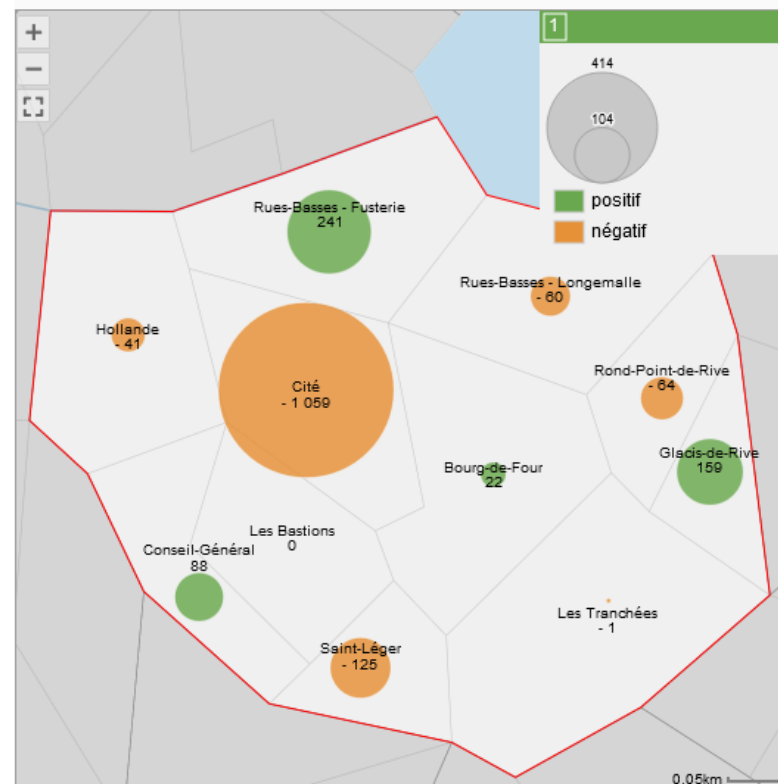 +
1
−
414
104
positif
négatif
Rues-Basses - Fusterie
241
Rues-Basses - Longemalle
- 60
Hollande
- 41
Rond-Point-de-Rive
- 64
Cité
- 1 059
Glacis-de-Rive
159
Bourg-de-Four
22
Les Bastions
0
Conseil-Général
88
Les Tranchées
- 1
Saint-Léger
- 125
0.05km